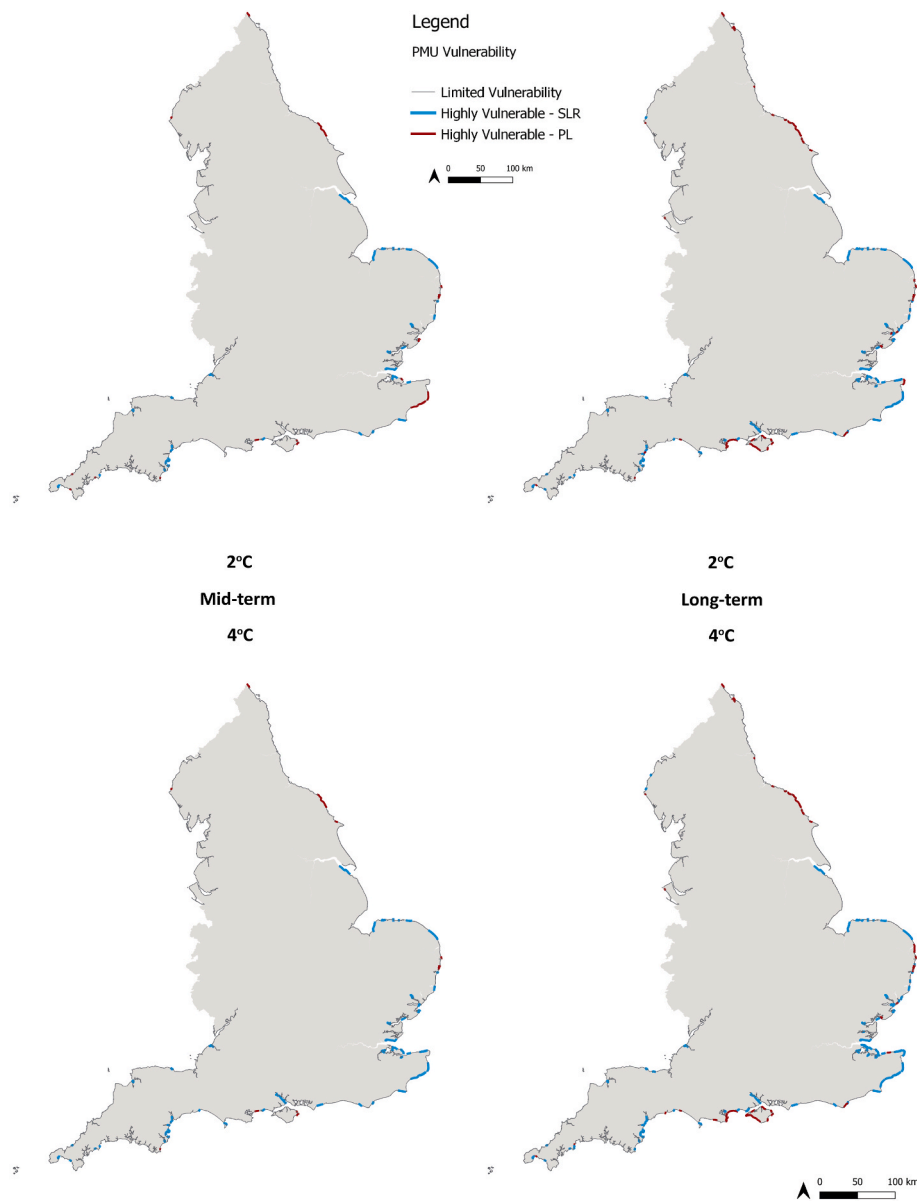 Legend
PMU Vulnerability
Limited Vulnerability
Highly Vulnerable - SLR
Highly Vulnerable - PL
0 50 100 km
2°C 2°C
Mid-term Long-term
4°C 4°C
0 50 100 km